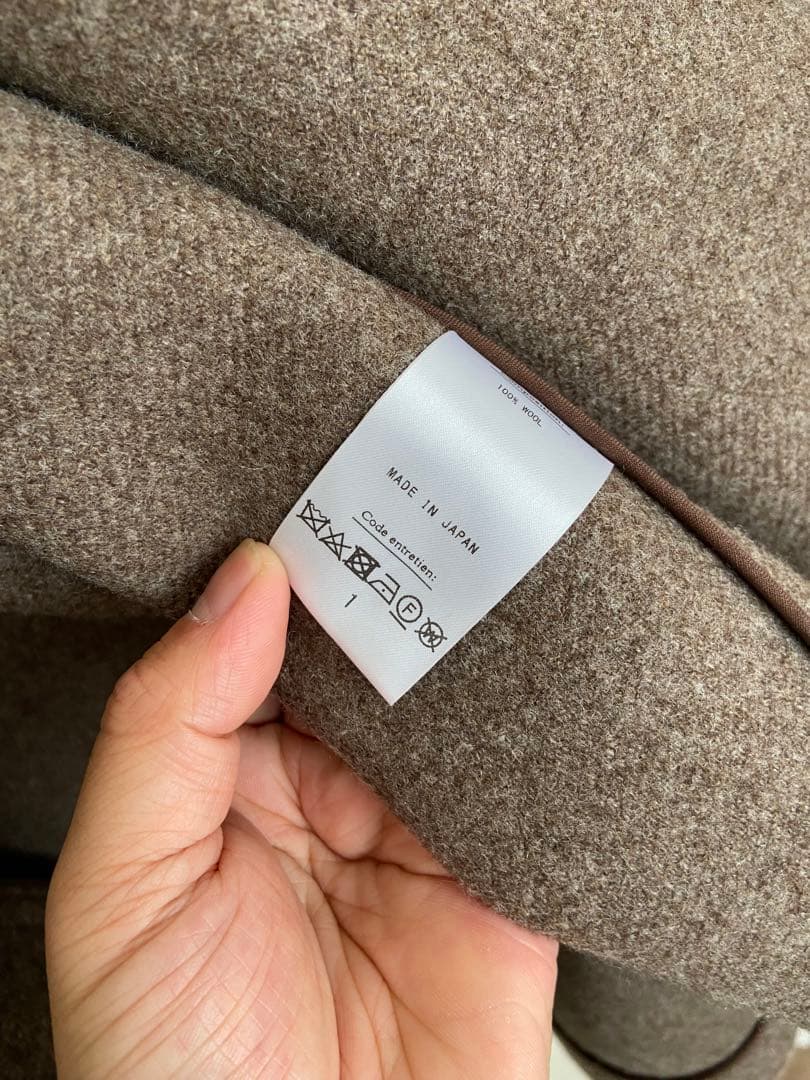 100% WOOL
MADE IN JAPAN
Code entretien:
F W
1